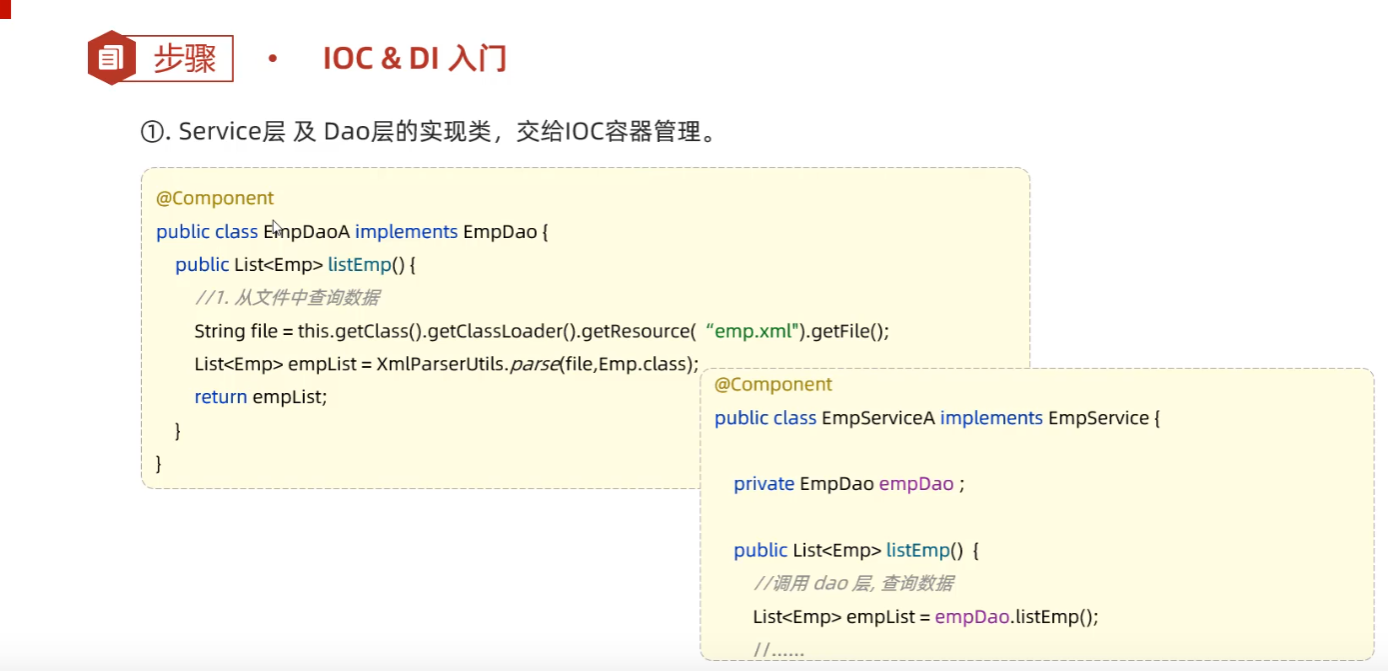 步骤
• IOC & DI 入门
①. Service层 及 Dao层的实现类，交给IOC容器管理。
@Component
public class EmpDaoA implements EmpDao {
public List<Emp> listEmp() {
//1. 从文件中查询数据
String file = this.getClass().getClassLoader().getResource( “emp.xml").getFile();
List<Emp> empList = XmlParserUtils.parse(file,Emp.class);
return empList;
}
}
@Component
public class EmpServiceA implements EmpService {
private EmpDao empDao ;
public List<Emp> listEmp() {
//调用 dao 层, 查询数据
List<Emp> empList = empDao.listEmp();
//......